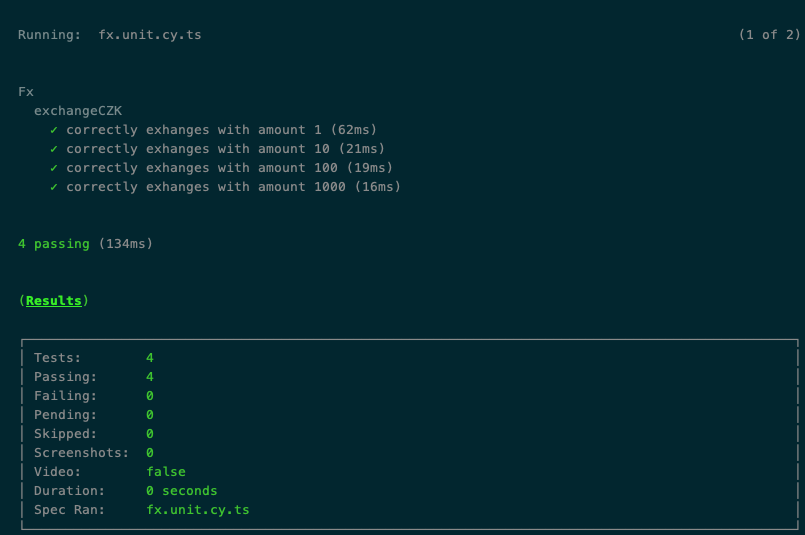 Running:  fx.unit.cy.ts (1 of 2)
Fx
exchangeCZK
✓ correctly exhanges with amount 1 (62ms)
✓ correctly exhanges with amount 10 (21ms)
✓ correctly exhanges with amount 100 (19ms)
✓ correctly exhanges with amount 1000 (16ms)
4 passing (134ms)
(Results)
Tests: 4
Passing: 4
Failing: 0
Pending: 0
Skipped: 0
Screenshots: 0
Video: false
Duration: 0 seconds
Spec Ran: fx.unit.cy.ts